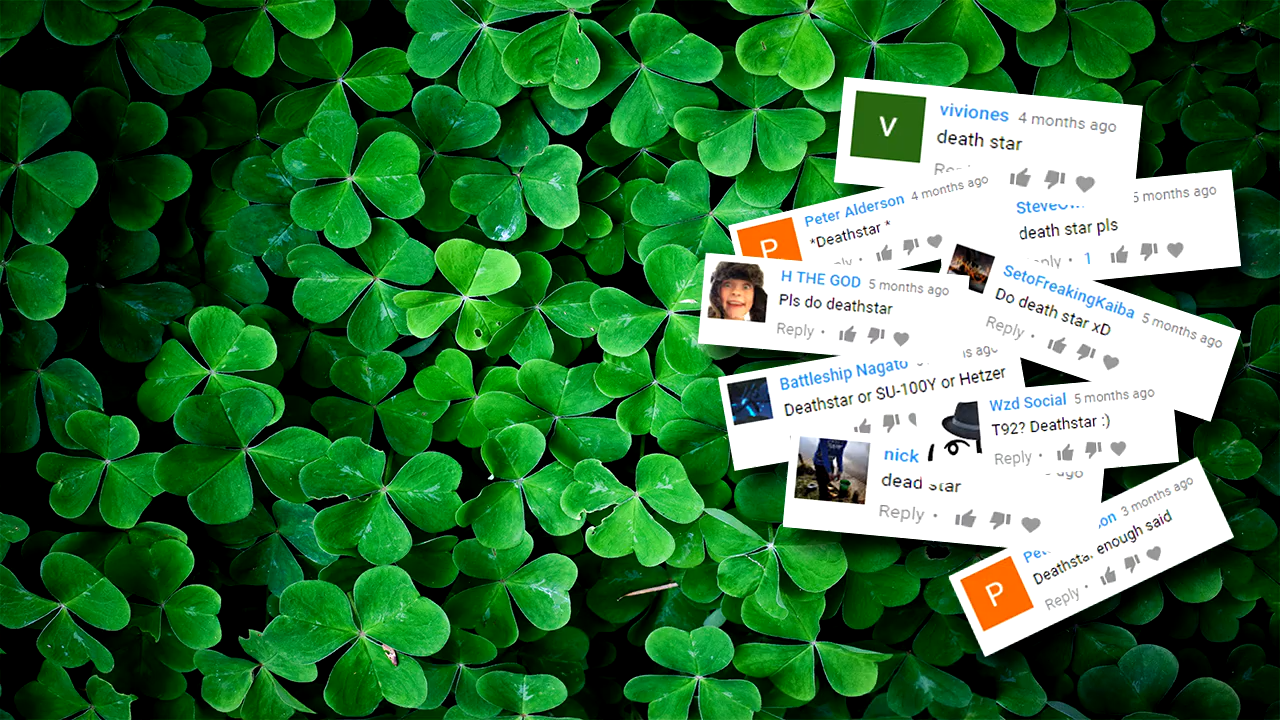 V
viviones 4 months ago
death star
Peter Alderson 4 months ago
*Deathstar *
5 months ago
death star pls
1
H THE GOD 5 months ago
Pls do deathstar
Reply •
SetoFreakingKaiba 5 months ago
Do death star xD
Reply •
Battleship Nagato
Deathstar or SU-100Y or Hetzer
Wzd Social 5 months ago
T92? Deathstar :)
Reply •
nick ago
dead star
Reply •
P
3 months ago
enough said
Reply •